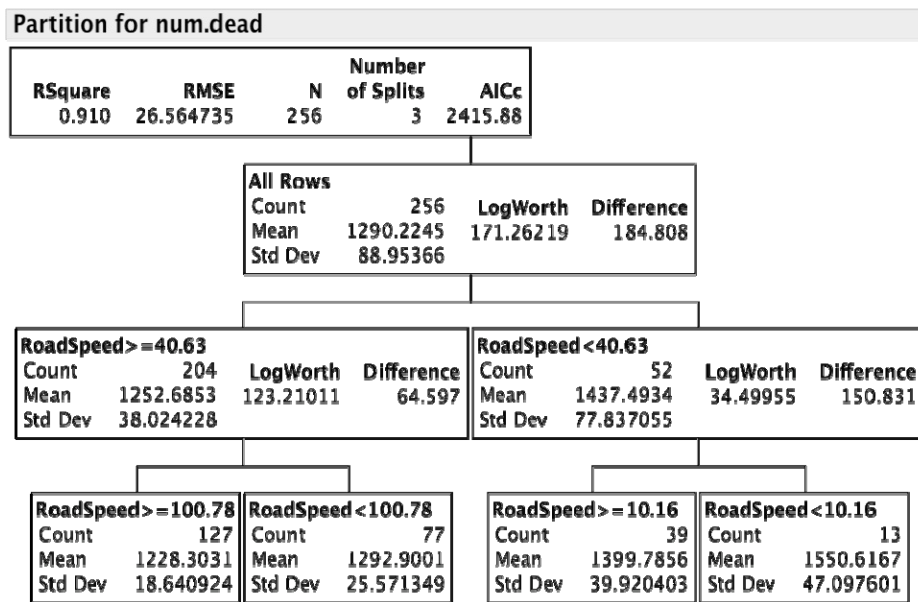 Partition for num.dead
RSquare RMSE N Number of Splits AICc
0.910 26.564735 256 3 2415.88
All Rows
Count 256 LogWorth Difference
Mean 1290.2245 171.26219 184.808
Std Dev 88.95366
RoadSpeed>=40.63
Count 204 LogWorth Difference
Mean 1252.6853 123.21011 64.597
Std Dev 38.024228
RoadSpeed<40.63
Count 52 LogWorth Difference
Mean 1437.4934 34.49955 150.831
Std Dev 77.837055
RoadSpeed>=100.78
Count 127
Mean 1228.3031
Std Dev 18.640924
RoadSpeed<100.78
Count 77
Mean 1292.9001
Std Dev 25.571349
RoadSpeed>=10.16
Count 39
Mean 1399.7856
Std Dev 39.920403
RoadSpeed<10.16
Count 13
Mean 1550.6167
Std Dev 47.097601